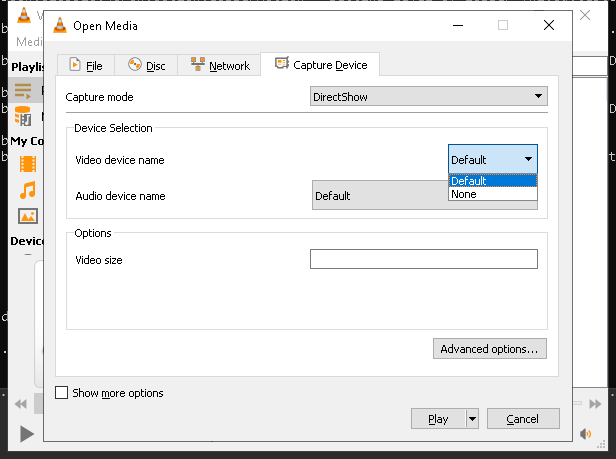 Open Media
Medi
File
Disc
Network
Capture Device
Playlis
Capture mode
DirectShow
Device Selection
My Co
Video device name
Default
Default
None
Audio device name
Default
Options
Device
Video size
Advanced options...
Show more options
Play
Cancel